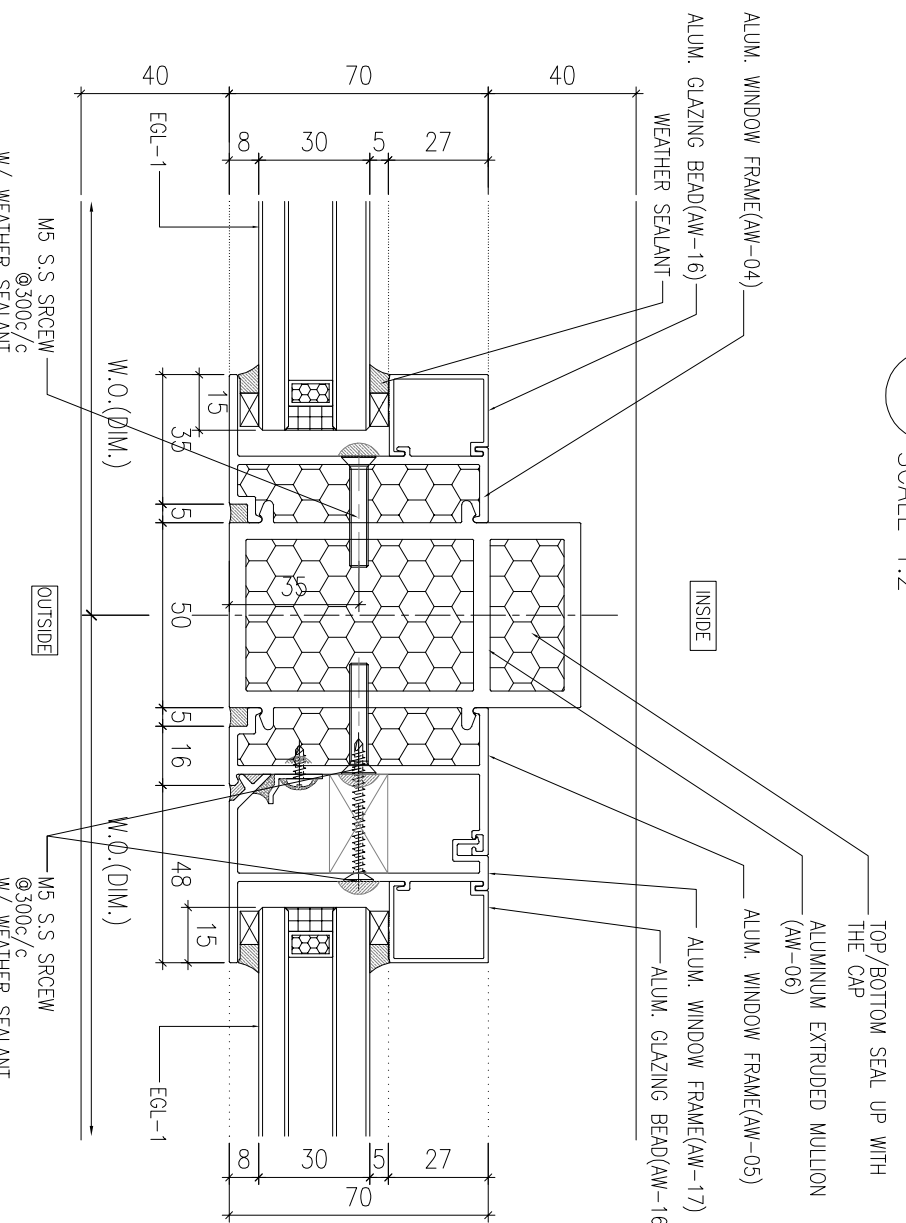 SCALE 1:2
ALUM. WINDOW FRAME(AW-04)
ALUM. GLAZING BEAD(AW-16)
WEATHER SEALANT
TOP/BOTTOM SEAL UP WITH
THE CAP
ALUMINUM EXTRUDED MULLION
(AW-06)
ALUM. WINDOW FRAME(AW-05)
ALUM. WINDOW FRAME(AW-17)
ALUM. GLAZING BEAD(AW-16
INSIDE
OUTSIDE
40
70
40
8
30
5
27
EGL-1
M5 S.S SRCEW
@300c/c
W/ WEATHER SEALANT
W.O.(DIM.)
15
35
5
50
35
5
16
48
15
W.O.(DIM.)
M5 S.S SRCEW
@300c/c
W/ WEATHER SEALANT
EGL-1
8
30
5
27
70